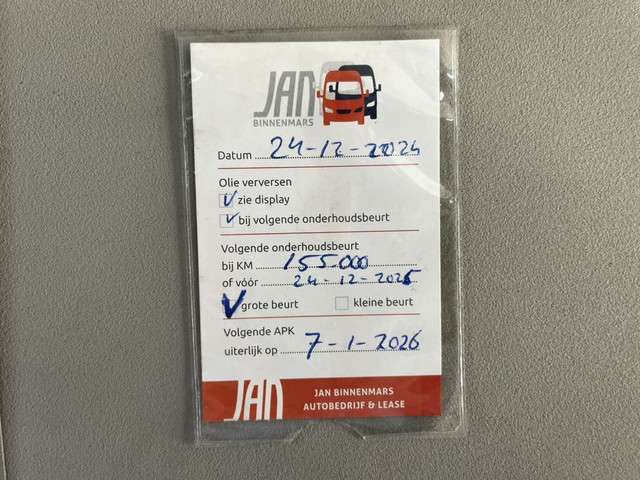 JAN
BINNENMARS
Datum 24-12-2024
Olie verversen
zie display
bij volgende onderhoudsbeurt
Volgende onderhoudsbeurt
bij KM 155000
of vóór 24-12-2025
grote beurt kleine beurt
Volgende APK
uiterlijk op 7-1-2026
JAN JAN BINNENMARS
AUTOBEDRIJF & LEASE